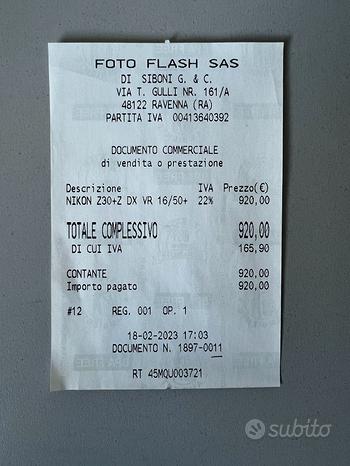 FOTO FLASH SAS
DI SIBONI G. & C.
VIA T. GULLI NR. 161/A
48122 RAVENNA (RA)
PARTITA IVA 00413640392
DOCUMENTO COMMERCIALE
di vendita o prestazione
Descrizione IVA Prezzo(€)
NIKON Z30+Z DX VR 16/50+ 22% 920,00
TOTALE COMPLESSIVO 920,00
DI CUI IVA 165,90
CONTANTE 920,00
Importo pagato 920,00
#12 REG. 001 OP. 1
18-02-2023 17:03
DOCUMENTO N. 1897-0011
RT 45MQU003721
subito